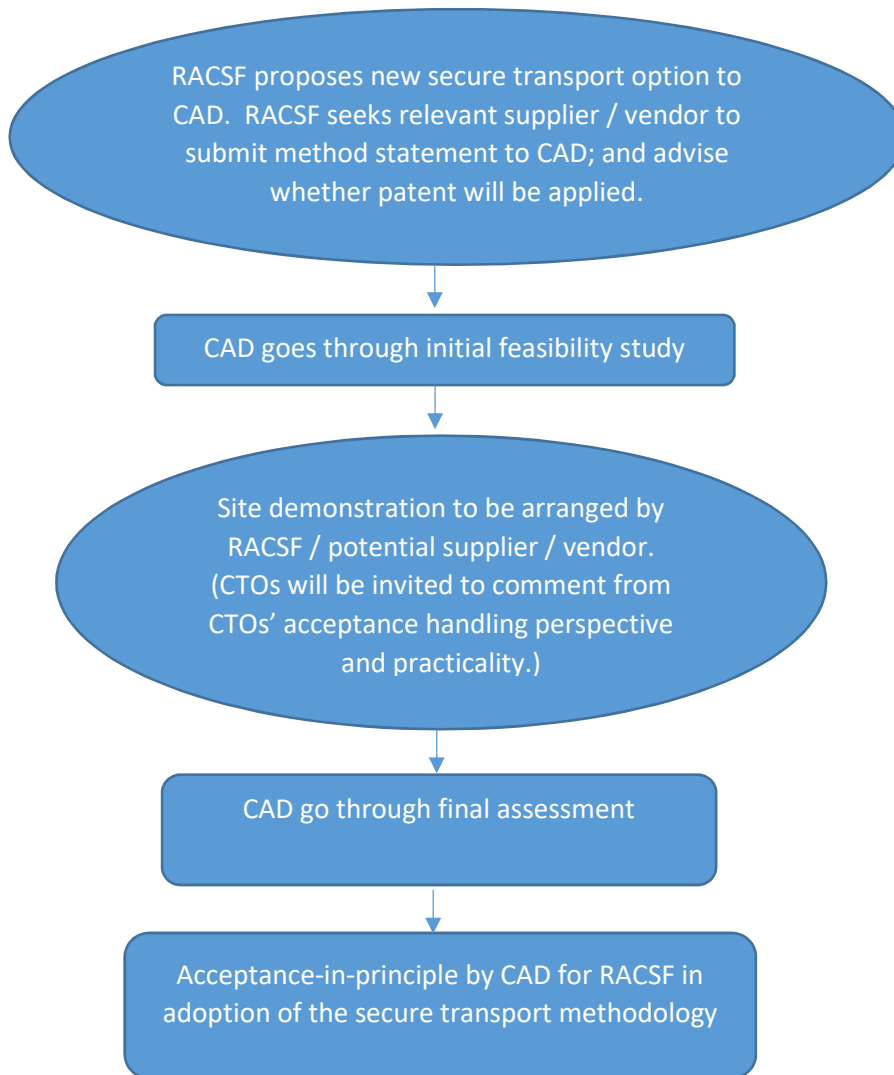 RACSF proposes new secure transport option to
CAD.  RACSF seeks relevant supplier / vendor to
submit method statement to CAD; and advise
whether patent will be applied.
CAD goes through initial feasibility study
Site demonstration to be arranged by
RACSF / potential supplier / vendor.
(CTOs will be invited to comment from
CTOs’ acceptance handling perspective
and practicality.)
CAD go through final assessment
Acceptance-in-principle by CAD for RACSF in
adoption of the secure transport methodology